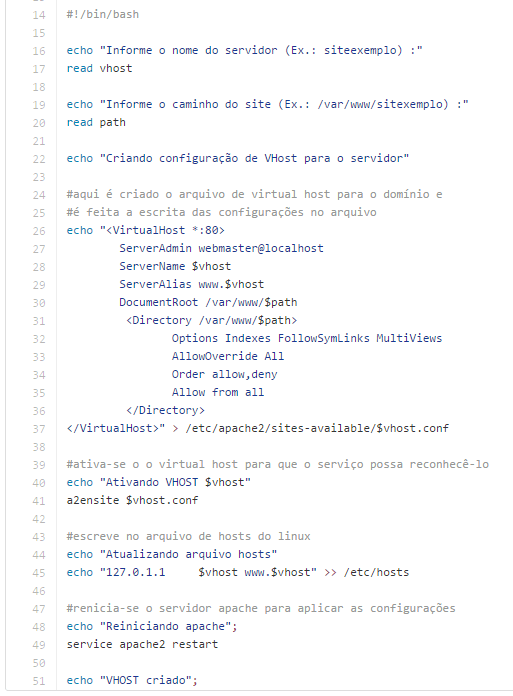 14 #!/bin/bash
15
16 echo "Informe o nome do servidor (Ex.: siteexemplo) :"
17 read vhost
18
19 echo "Informe o caminho do site (Ex.: /var/www/sitexemplo) :"
20 read path
21
22 echo "Criando configuração de VHost para o servidor"
23
24 #aqui é criado o arquivo de virtual host para o domínio e
25 #é feita a escrita das configurações no arquivo
26 echo "<VirtualHost *:80>
27 ServerAdmin webmaster@localhost
28 ServerName $vhost
29 ServerAlias www.$vhost
30 DocumentRoot /var/www/$path
31 <Directory /var/www/$path>
32 Options Indexes FollowSymLinks MultiViews
33 AllowOverride All
34 Order allow,deny
35 Allow from all
36 </Directory>
37 </VirtualHost>" > /etc/apache2/sites-available/$vhost.conf
38
39 #ativa-se o o virtual host para que o serviço possa reconhecê-lo
40 echo "Ativando VHOST $vhost"
41 a2ensite $vhost.conf
42
43 #escreve no arquivo de hosts do linux
44 echo "Atualizando arquivo hosts"
45 echo "127.0.1.1     $vhost www.$vhost" >> /etc/hosts
46
47 #renicia-se o servidor apache para aplicar as configurações
48 echo "Reiniciando apache";
49 service apache2 restart
50
51 echo "VHOST criado";